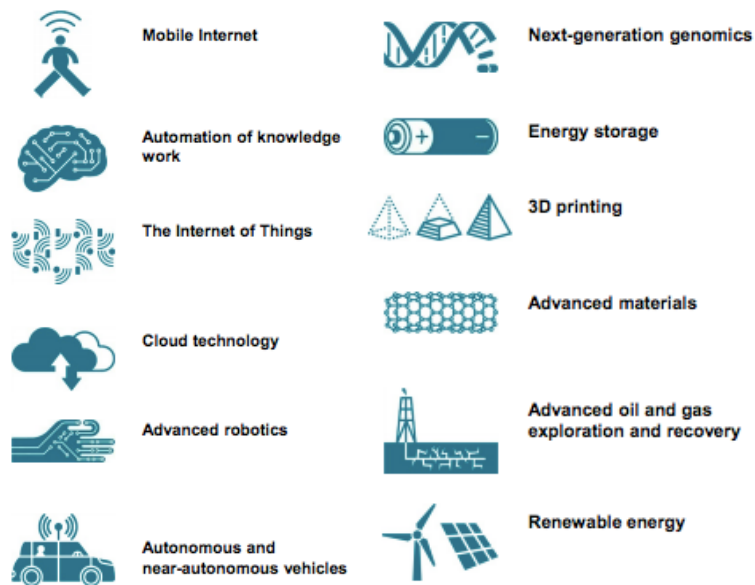 Mobile Internet
Automation of knowledge
work
The Internet of Things
Cloud technology
Advanced robotics
Autonomous and
near-autonomous vehicles
Next-generation genomics
Energy storage
3D printing
Advanced materials
Advanced oil and gas
exploration and recovery
Renewable energy